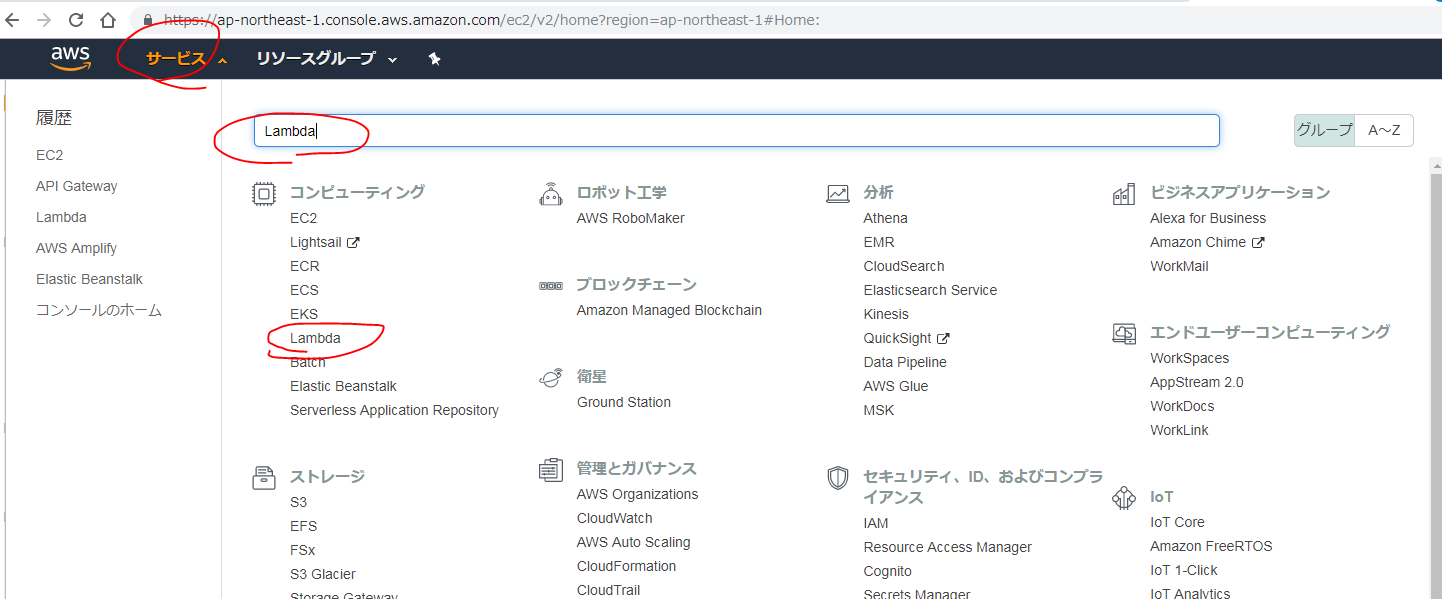 https://ap-northeast-1.console.aws.amazon.com/ec2/v2/home?region=ap-northeast-1#Home:
aws サービス リソースグループ
履歴
EC2
API Gateway
Lambda
AWS Amplify
Elastic Beanstalk
コンソールのホーム
Lambda
グループ A～Z
コンピューティング
EC2
Lightsail
ECR
ECS
EKS
Lambda
Batch
Elastic Beanstalk
Serverless Application Repository
ストレージ
S3
EFS
FSx
S3 Glacier
Storage Gateway
ロボット工学
AWS RoboMaker
ブロックチェーン
Amazon Managed Blockchain
衛星
Ground Station
管理とガバナンス
AWS Organizations
CloudWatch
AWS Auto Scaling
CloudFormation
CloudTrail
分析
Athena
EMR
CloudSearch
Elasticsearch Service
Kinesis
QuickSight
Data Pipeline
AWS Glue
MSK
セキュリティ、ID、およびコンプラ
イアンス
IAM
Resource Access Manager
Cognito
Secrets Manager
ビジネスアプリケーション
Alexa for Business
Amazon Chime
WorkMail
エンドユーザーコンピューティング
WorkSpaces
AppStream 2.0
WorkDocs
WorkLink
IoT
IoT Core
Amazon FreeRTOS
IoT 1-Click
IoT Analytics